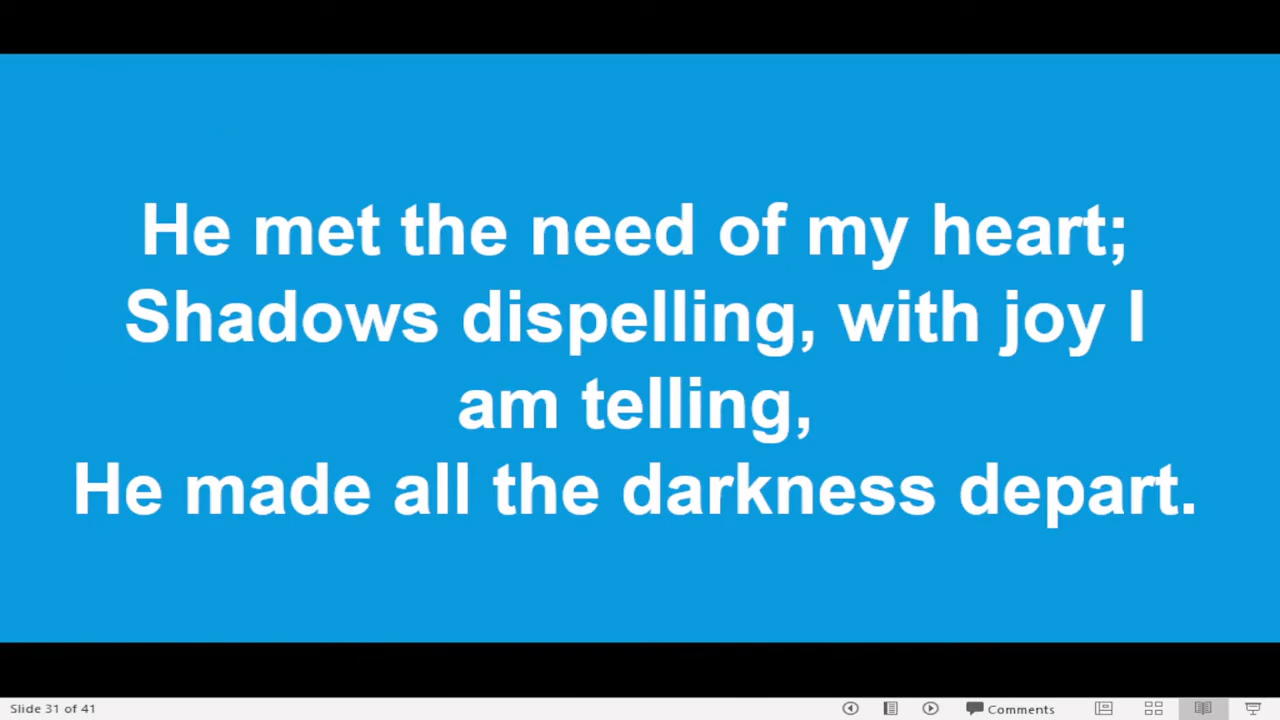 He met the need of my heart;
Shadows dispelling, with joy I
am telling,
He made all the darkness depart.
Slide 31 of 41
Comments